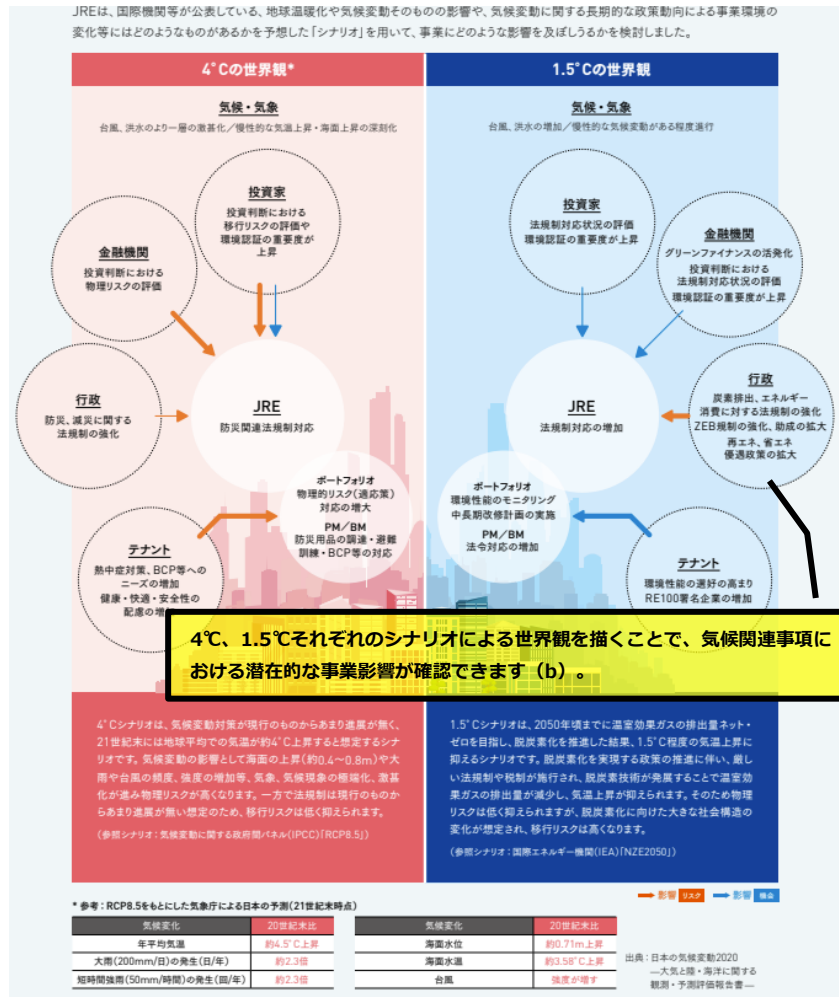 JREは、国際機関等が公表している、地球温暖化や気候変動そのものの影響や、気候変動に関する長期的な政策動向による事業環境の
変化等にはどのようなものがあるかを予想した「シナリオ」を用いて、事業にどのような影響を及ぼしうるかを検討しました。
4°Cの世界観*
気候・気象
台風、洪水のより一層の激甚化／慢性的な気温上昇・海面上昇の深刻化
投資家
投資判断における
移行リスクの評価や
環境認証の重要度が
上昇
金融機関
投資判断における
物理リスクの評価
行政
防災、減災に関する
法規制の強化
JRE
防災関連法規制対応
ポートフォリオ
物理的リスク(適応策)
対応の増大
PM／BM
防災用品の調達・避難
訓練・BCP等の対応
テナント
熱中症対策、BCP等への
ニーズの増加
健康・快適・安全性の
配慮の増
1.5°Cの世界観
気候・気象
台風、洪水の増加／慢性的な気候変動がある程度進行
投資家
法規制対応状況の評価
環境認証の重要度が上昇
金融機関
グリーンファイナンスの活発化
投資判断における
法規制対応状況の評価
環境認証の重要度が上昇
行政
炭素排出、エネルギー
消費に対する法規制の強化
ZEB規制の強化、助成の拡大
再エネ、省エネ
優遇政策の拡大
JRE
法規制対応の増加
ポートフォリオ
環境性能のモニタリング
中長期改修計画の実施
PM／BM
法令対応の増加
テナント
環境性能の選好の高まり
RE100署名企業の増加
4℃、1.5℃それぞれのシナリオによる世界観を描くことで、気候関連事項に
おける潜在的な事業影響が確認できます（b）。
4°Cシナリオは、気候変動対策が現行のものからあまり進展が無く、
21世紀末には地球平均での気温が約4°C上昇すると想定するシナ
リオです。気候変動の影響として海面の上昇(約0.4～0.8m)や大
雨や台風の頻度、強度の増加等、気象、気候現象の極端化、激甚
化が進み物理リスクが高くなります。一方で法規制は現行のものか
らあまり進展が無い想定のため、移行リスクは低く抑えられます。
(参照シナリオ：気候変動に関する政府間パネル(IPCC)「RCP8.5」)
1.5°Cシナリオは、2050年頃までに温室効果ガスの排出量ネット・
ゼロを目指し、脱炭素化を推進した結果、1.5°C程度の気温上昇に
抑えるシナリオです。脱炭素化を実現する政策の推進に伴い、厳し
い法規制や税制が施行され、脱炭素技術が発展することで温室効
果ガスの排出量が減少し、気温上昇が抑えられます。そのため物理
リスクは低く抑えられますが、脱炭素化に向けた大きな社会構造の
変化が想定され、移行リスクは高くなります。
(参照シナリオ：国際エネルギー機関(IEA)「NZE2050」)
影響 リスク 影響 機会
* 参考：RCP8.5をもとにした気象庁による日本の予測(21世紀末時点)
気候変化 20世紀末比
年平均気温 約4.5°C上昇
大雨(200mm/日)の発生(日/年) 約2.3倍
短時間強雨(50mm/時間)の発生(回/年) 約2.3倍
気候変化 20世紀末比
海面水位 約0.71m上昇
海面水温 約3.58°C上昇
台風 強度が増す
出典：日本の気候変動2020
―大気と陸・海洋に関する
観測・予測評価報告書―